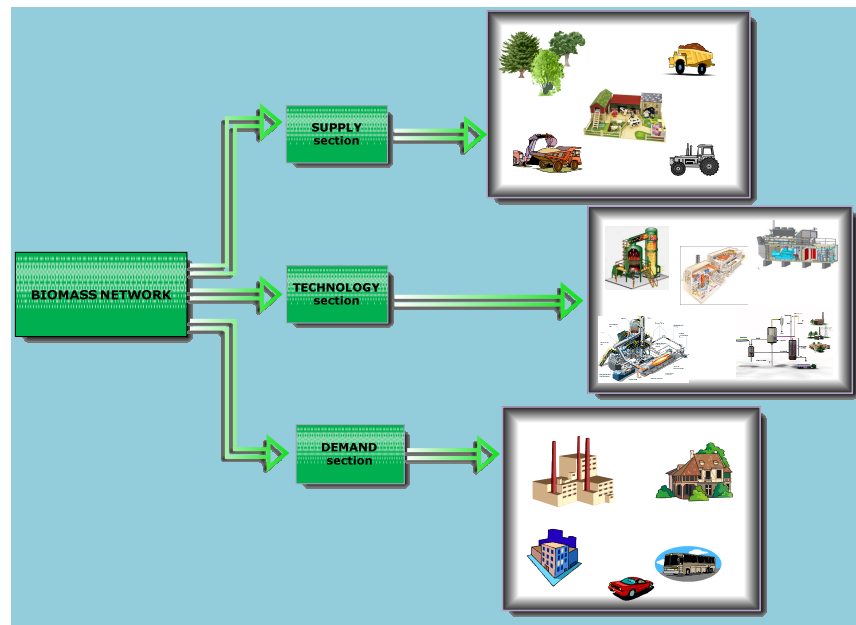 SUPPLY
section
BIOMASS NETWORK
TECHNOLOGY
section
DEMAND
section